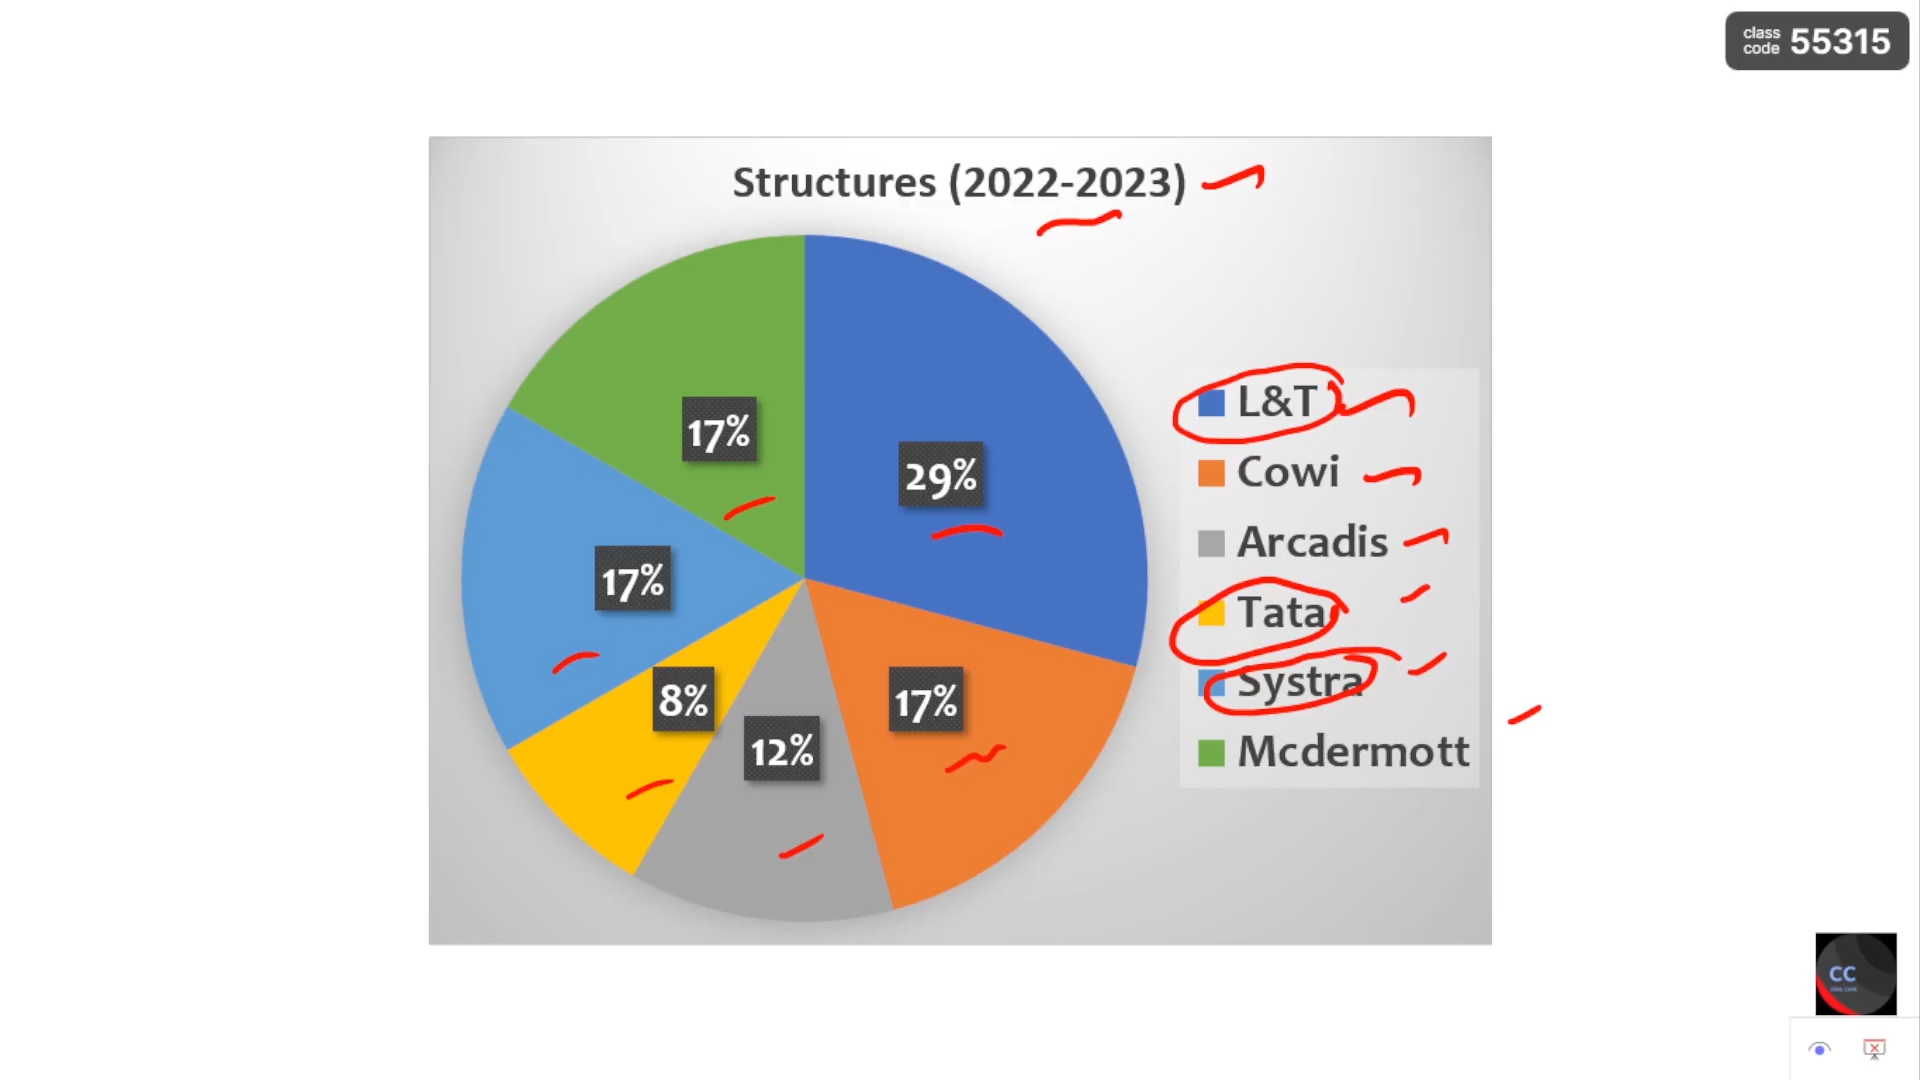 class
code 55315
Structures (2022-2023)
17%
29%
17%
8%
12%
17%
L&T
Cowi
Arcadis
Tata
Systra
Mcdermott
CC